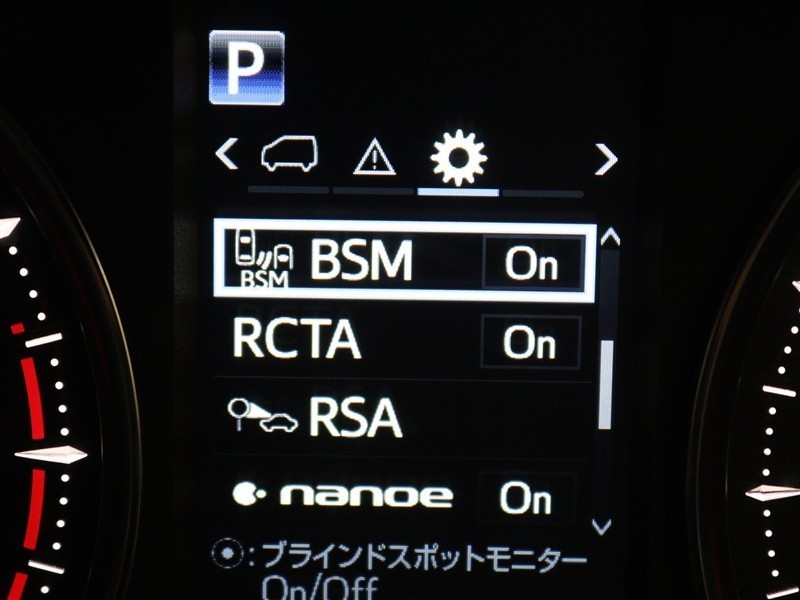 P
BSM BSM On
RCTA On
RSA
nanoe On
: ブラインドスポットモニター
On/Off